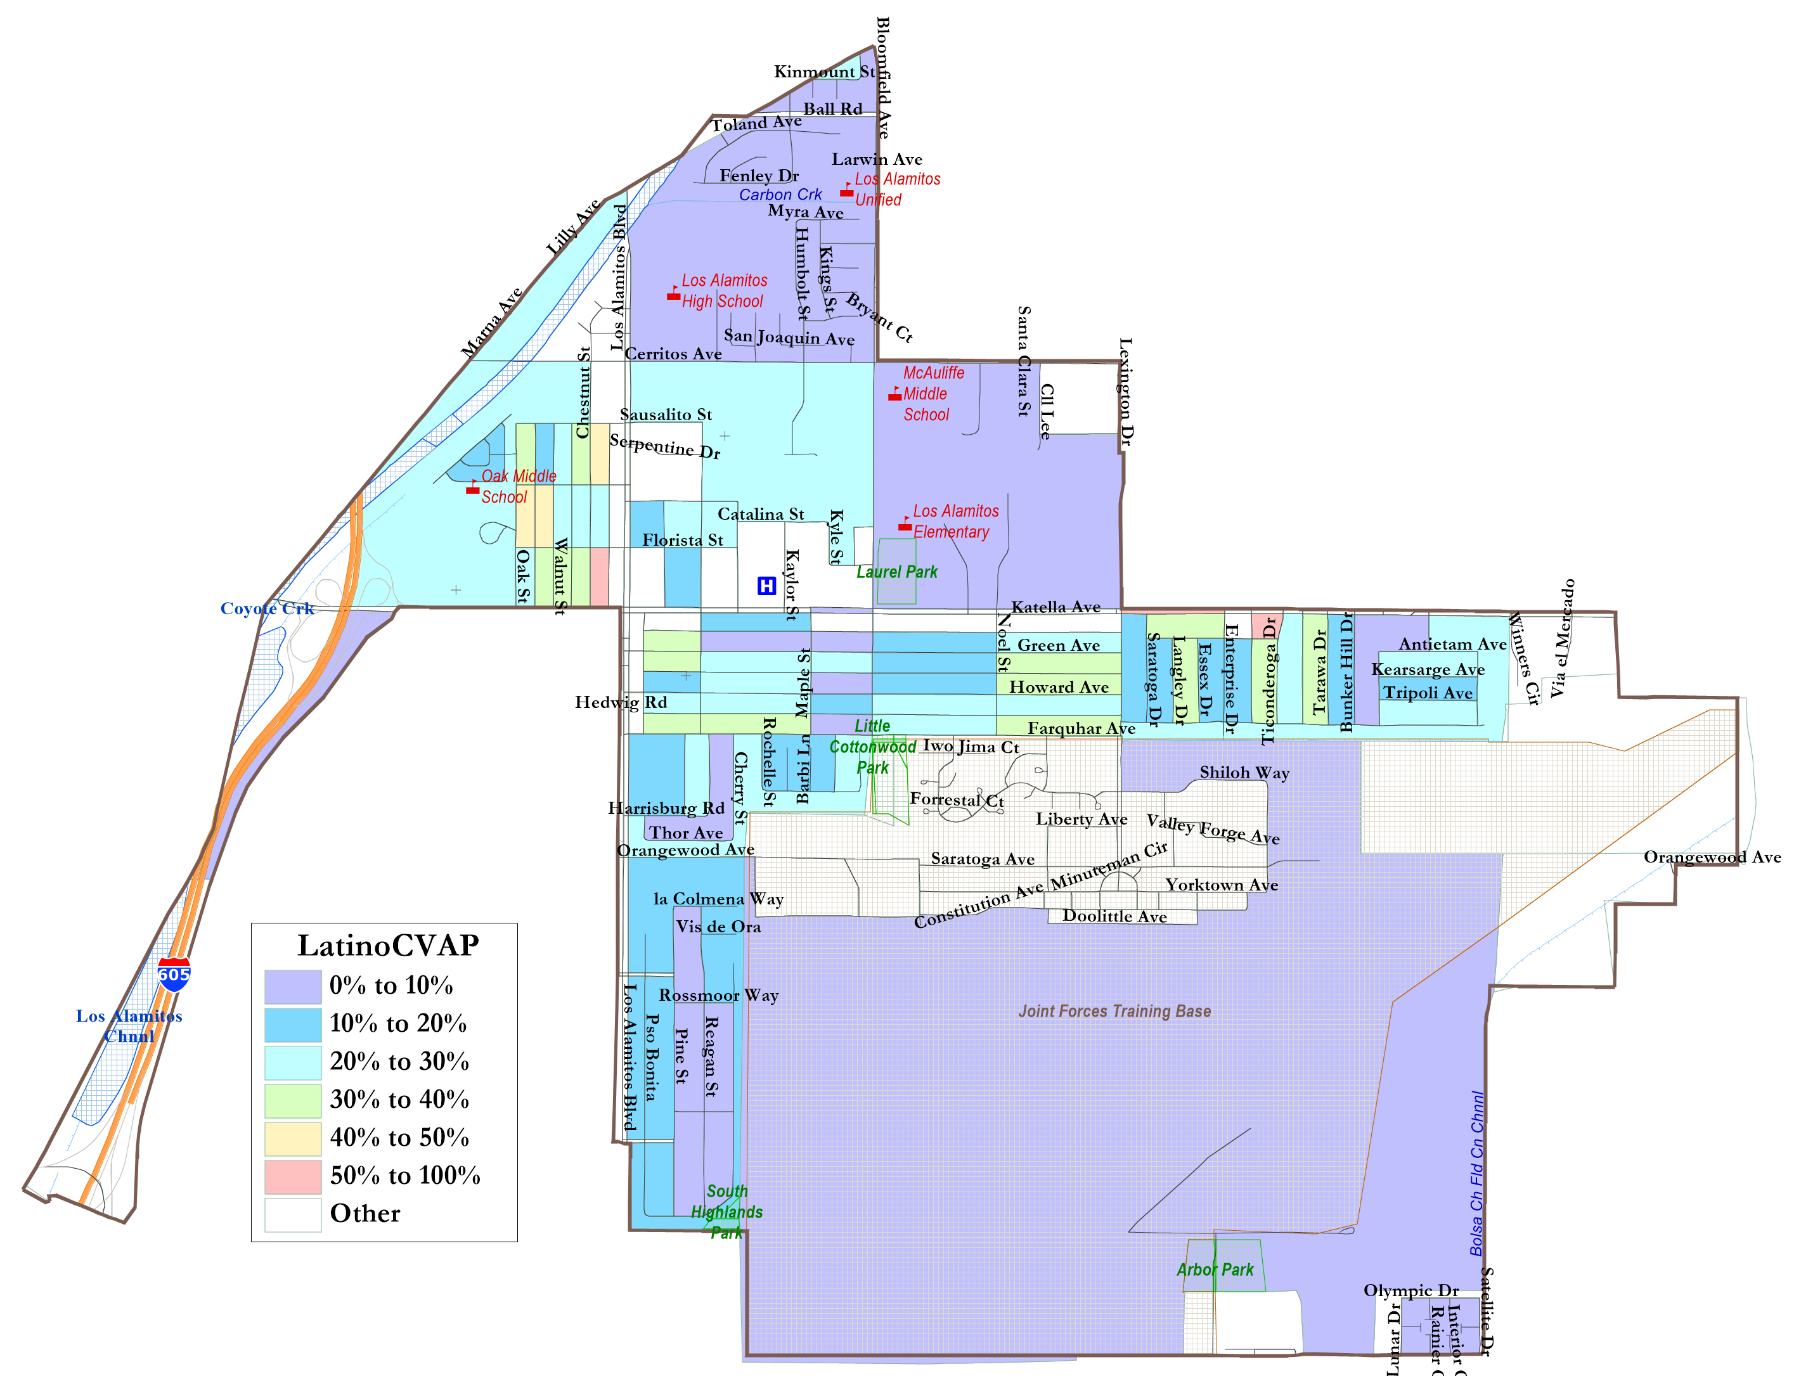 Bloomfield Ave
Kinmount St
Ball Rd
Toland Ave
Larwin Ave
Fenley Dr
Los Alamitos
Unified
Carbon Crk
Myra Ave
Lilly Ave
Los Alamitos Blvd
Humbolt St
Kings St
Los Alamitos
High School
Bryant Ct
Marna Ave
San Joaquin Ave
Cerritos Ave
Santa Clara St
Lexington Dr
Chestnut St
McAuliffe
Middle
School
Cll Lee
Sausalito St
Serpentine Dr
Oak Middle
School
Catalina St
Kyle St
Los Alamitos
Elementary
Florista St
Oak St
Walnut St
Kaylor St
H
Laurel Park
Coyote Crk
Katella Ave
Noel St
Green Ave
Saratoga Dr
Langley Dr
Essex Dr
Enterprise Dr
Ticonderoga Dr
Tarawa Dr
Bunker Hill Dr
Antietam Ave
Winners Cir
Via el Mercado
Kearsarge Ave
Tripoli Ave
Maple St
Howard Ave
Hedwig Rd
Farquhar Ave
Little
Cottonwood
Park
Rochelle St
Barbi Ln
Cherry St
Iwo Jima Ct
Shiloh Way
Harrisburg Rd
Forrestal Ct
Thor Ave
Liberty Ave
Valley Forge Ave
Orangewood Ave
Saratoga Ave
Minuteman Cir
Orangewood Ave
Constitution Ave
Yorktown Ave
la Colmena Way
Doolittle Ave
Vis de Ora
LatinoCVAP
0% to 10%
10% to 20%
20% to 30%
30% to 40%
40% to 50%
50% to 100%
Other
605
Los Alamitos
Chnnl
Rossmoor Way
Los Alamitos Blvd
Pso Bonita
Pine St
Reagan St
Joint Forces Training Base
Bolsa Ch Fld Cn Chnnl
South
Highlands
Park
Arbor Park
Olympic Dr
Satellite Dr
Launar Dr
Rainier C
Interior C